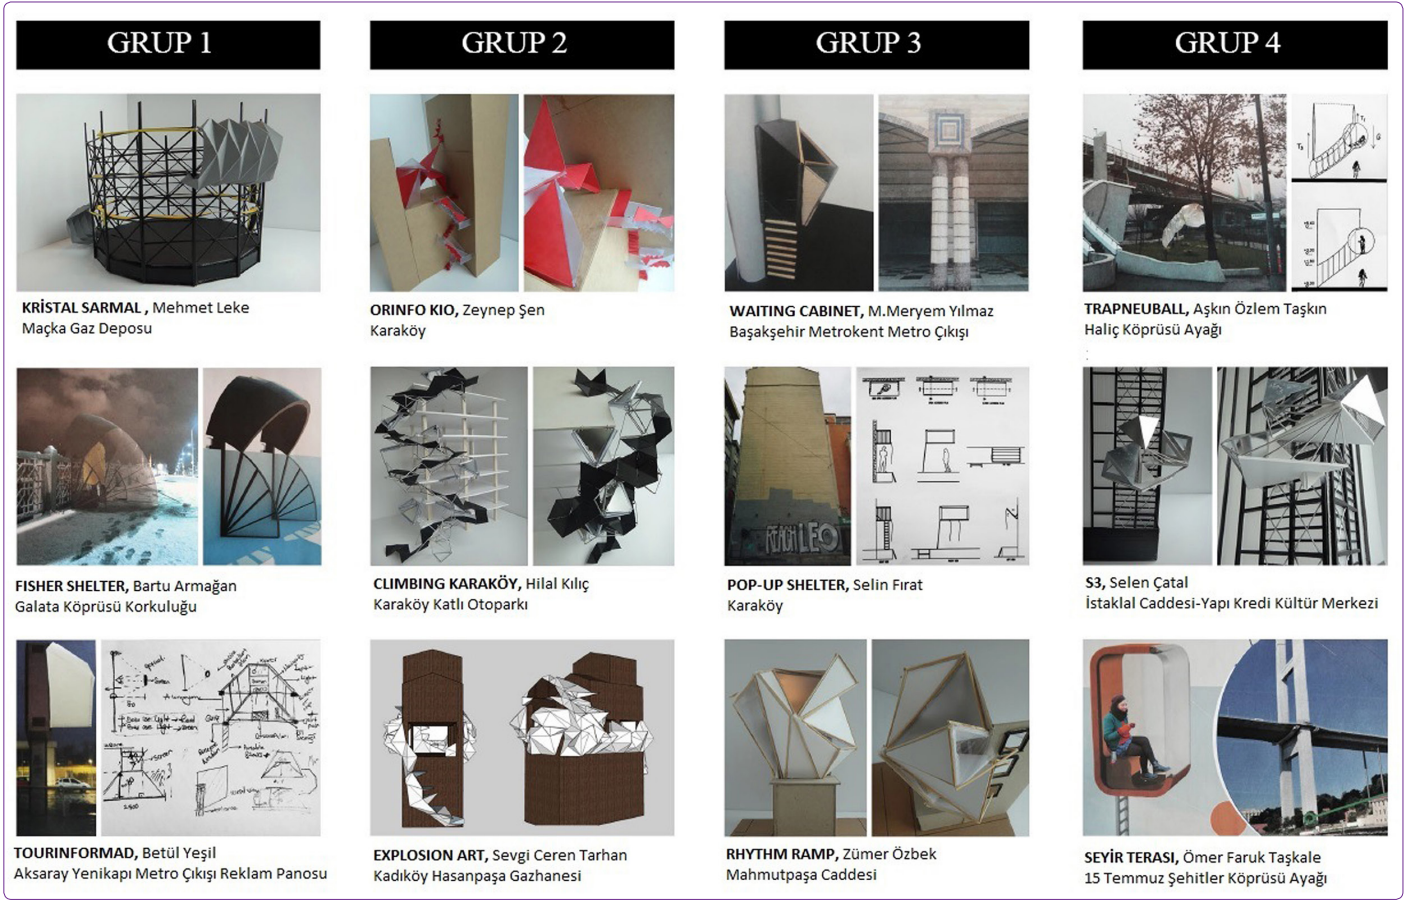 GRUP 1
GRUP 2
GRUP 3
GRUP 4
KRİSTAL SARMAL , Mehmet Leke
Maçka Gaz Deposu
ORINFO KIO, Zeynep Şen
Karaköy
WAITING CABINET, M.Meryem Yılmaz
Başakşehir Metrokent Metro Çıkışı
TRAPNEUBALL, Aşkın Özlem Taşkın
Haliç Köprüsü Ayağı
:
REACH LEO
FISHER SHELTER, Bartu Armağan
Galata Köprüsü Korkuluğu
CLIMBING KARAKÖY, Hilal Kılıç
Karaköy Katlı Otoparkı
POP-UP SHELTER, Selin Fırat
Karaköy
S3, Selen Çatal
İstaklal Caddesi-Yapı Kredi Kültür Merkezi
TOURINFORMAD, Betül Yeşil
Aksaray Yenikapı Metro Çıkışı Reklam Panosu
EXPLOSION ART, Sevgi Ceren Tarhan
Kadıköy Hasanpaşa Gazhanesi
RHYTHM RAMP, Zümer Özbek
Mahmutpaşa Caddesi
SEYİR TERASI, Ömer Faruk Taşkale
15 Temmuz Şehitler Köprüsü Ayağı